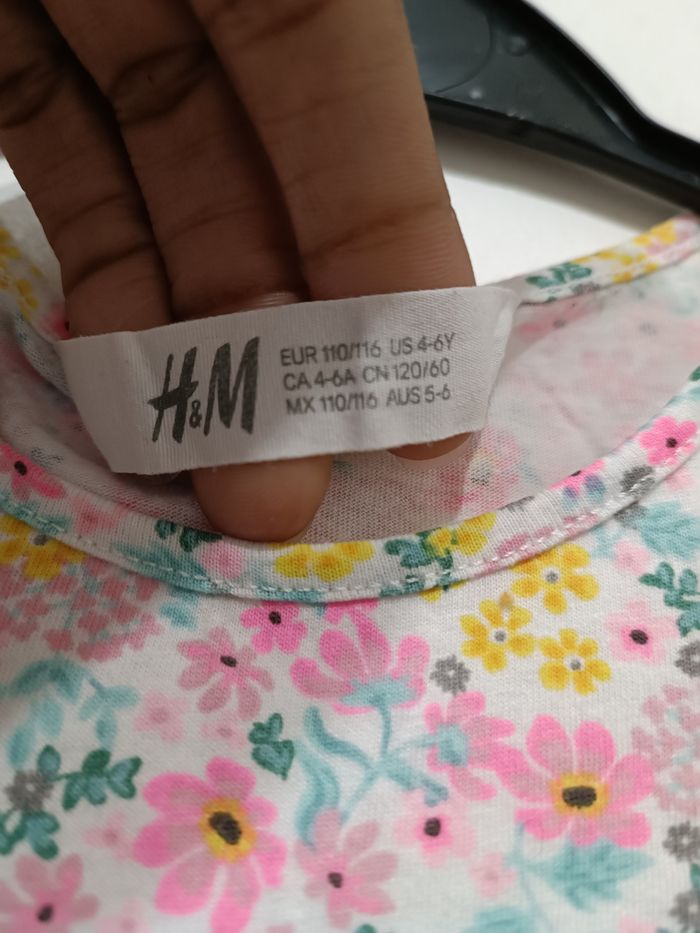 H&M
EUR 110/116 US 4-6Y
CA 4-6A CN 120/60
MX 110/116 AUS 5-6